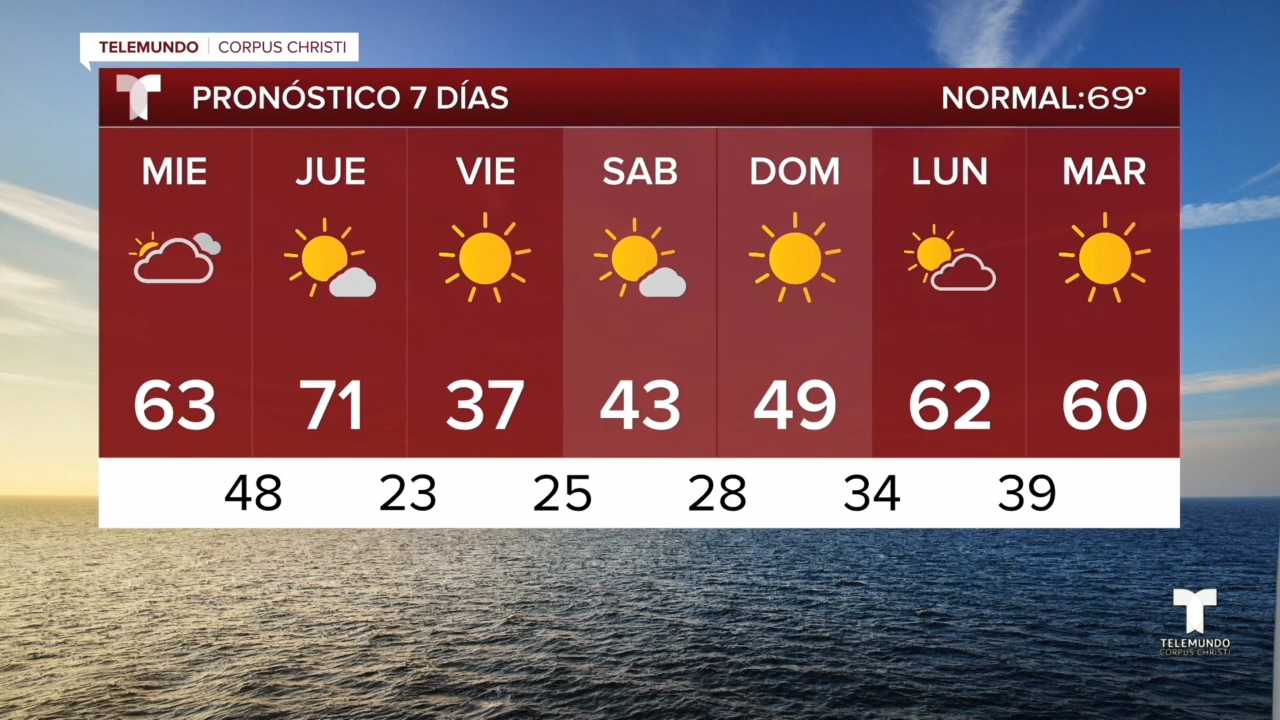 TELEMUNDO | CORPUS CHRISTI
PRONÓSTICO 7 DÍAS NORMAL:69°
MIE JUE VIE SAB DOM LUN MAR
63 71 37 43 49 62 60
48 23 25 28 34 39
TELEMUNDO
CORPUS CHRISTI